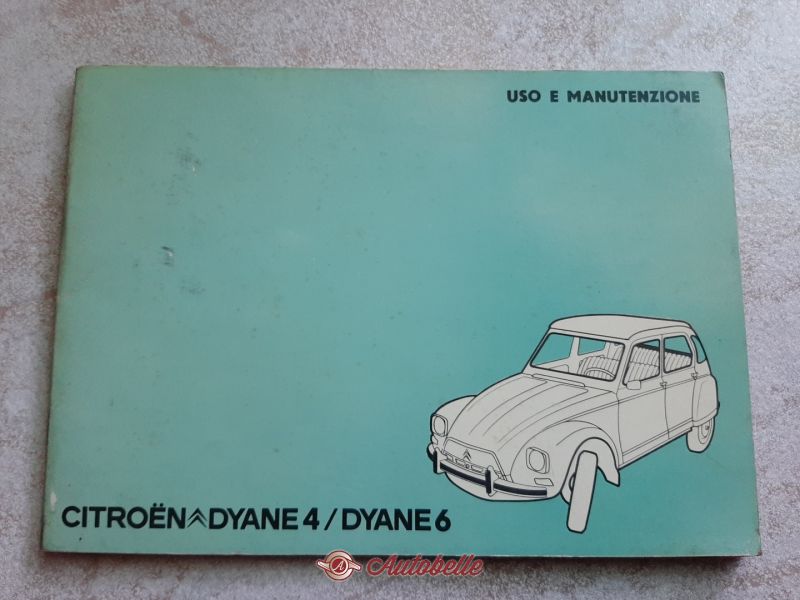 USO E MANUTENZIONE
CITROËN DYANE 4 / DYANE 6
A Autobelle